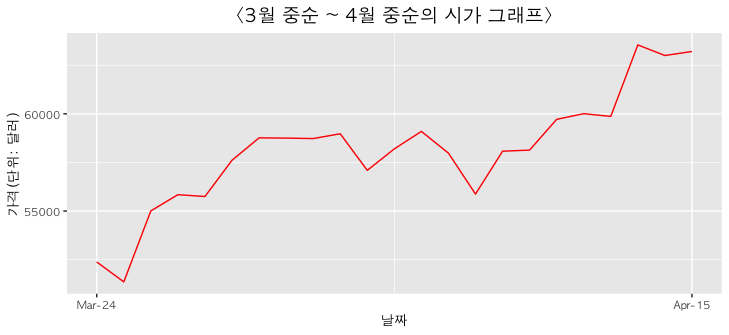 〈3월 중순 ~ 4월 중순의 시가 그래프〉
가격(단위: 달러)
60000
55000
Mar-24
Apr-15
날짜